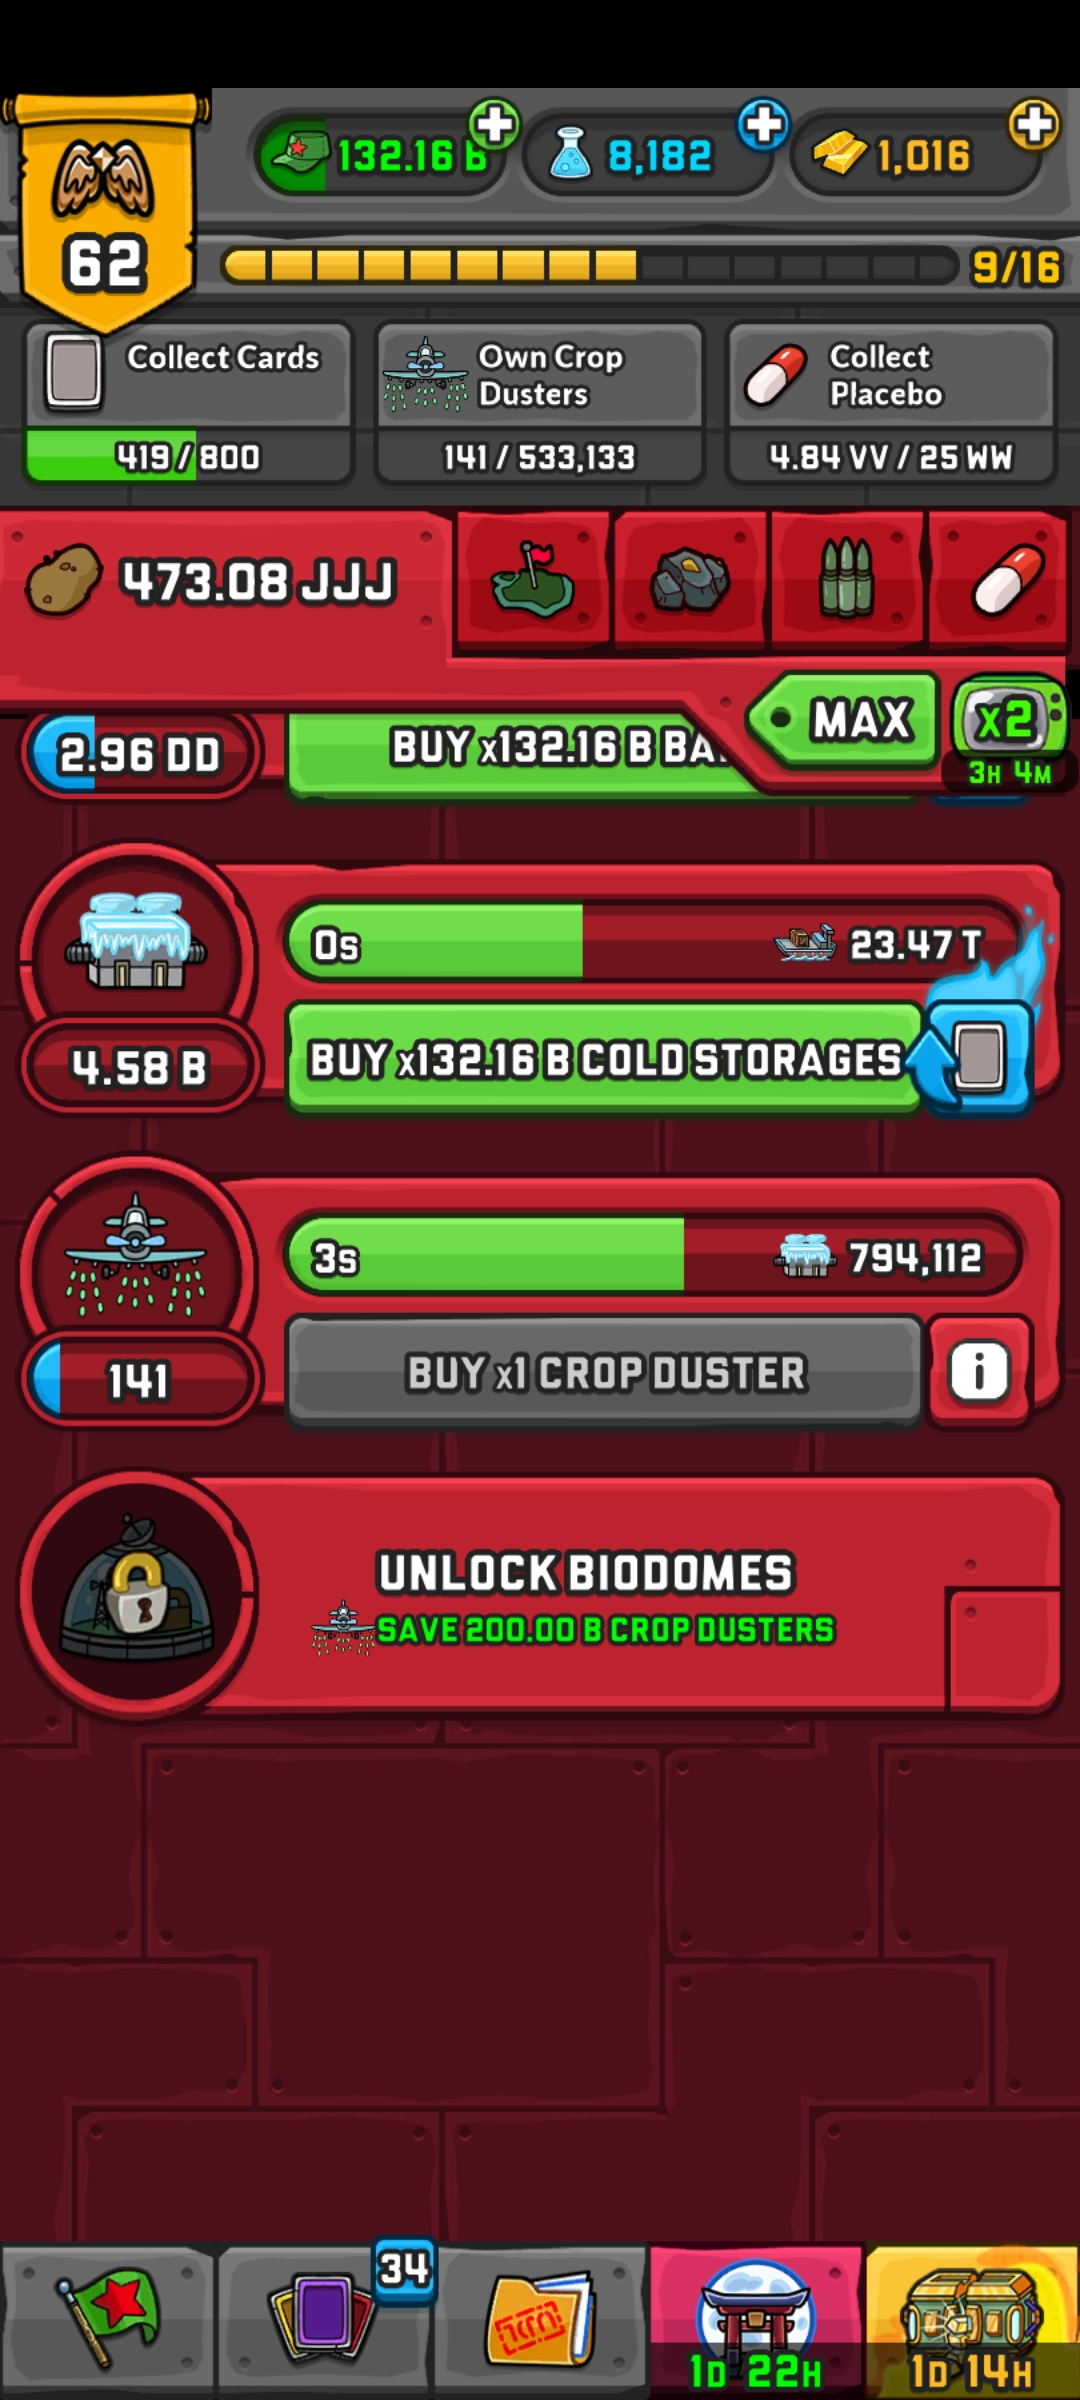 62
132.16 B
8,182
1,016
9/16
Collect Cards
419 / 800
Own Crop
Dusters
141 / 533,133
Collect
Placebo
4.84 VV / 25 WW
473.08 JJJ
MAX
x2
3H 4M
2.96 DD
BUY x132.16 B BA
0s
23.47 T
4.58 B
BUY x132.16 B COLD STORAGES
3s
794,112
141
BUY x1 CROP DUSTER
i
UNLOCK BIODOMES
SAVE 200.00 B CROP DUSTERS
34
1D 22H
1D 14H